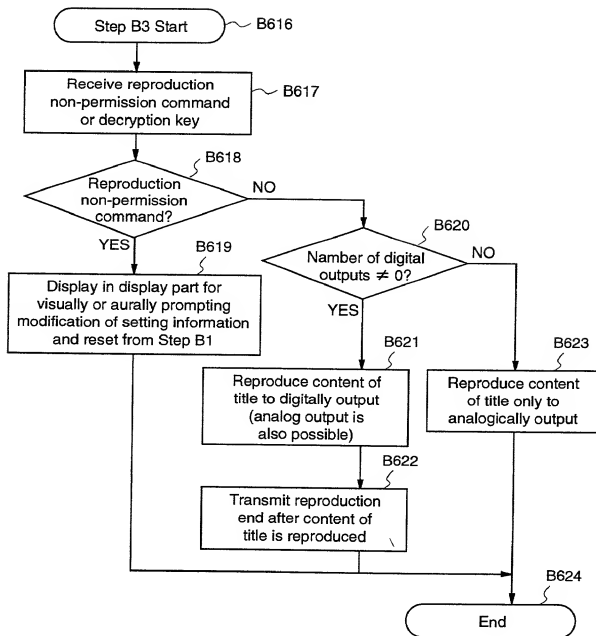 Step B3 Start
B616
Receive reproduction
non-permission command
or decryption key
B617
B618
Reproduction
non-permission
command?
NO
YES
B619
Display in display part for
visually or aurally prompting
modification of setting information
and reset from Step B1
B620
Namber of digital
outputs ≠ 0?
NO
YES
B621
Reproduce content of
title to digitally output
(analog output is
also possible)
B623
Reproduce content
of title only to
analogically output
B622
Transmit reproduction
end after content of
title is reproduced
B624
End